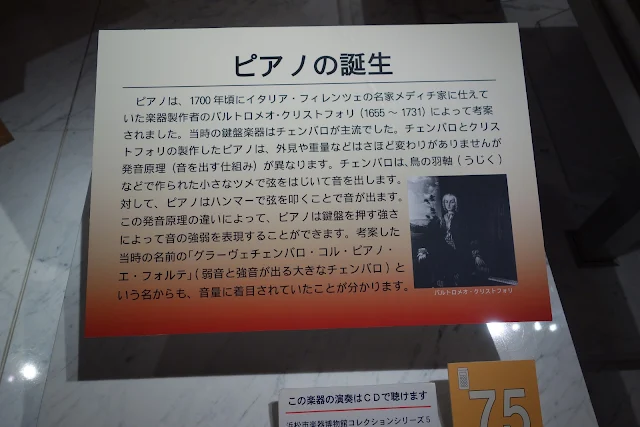 ピアノの誕生
ピアノは、1700年頃にイタリア・フィレンツェの名家メディチ家に仕えて
いた楽器製作者のバルトロメオ・クリストフォリ（1655～1731）によって考案
されました。当時の鍵盤楽器はチェンバロが主流でした。チェンバロとクリス
トフォリの製作したピアノは、外見や重量などはさほど変わりがありませんが
発音原理（音を出す仕組み）が異なります。チェンバロは、鳥の羽軸（うじく）
などで作られた小さなツメで弦をはじいて音を出します。
対して、ピアノはハンマーで弦を叩くことで音が出ます。
この発音原理の違いによって、ピアノは鍵盤を押す強さ
によって音の強弱を表現することができます。考案した
当時の名前の「グラーヴェチェンバロ・コル・ピアノ・
エ・フォルテ」（弱音と強音が出る大きなチェンバロ）と
いう名からも、音量に着目されていたことが分かります。
バルトロメオ・クリストフォリ
この楽器の演奏はCDで聴けます
浜松市楽器博物館コレクションシリーズ5
75